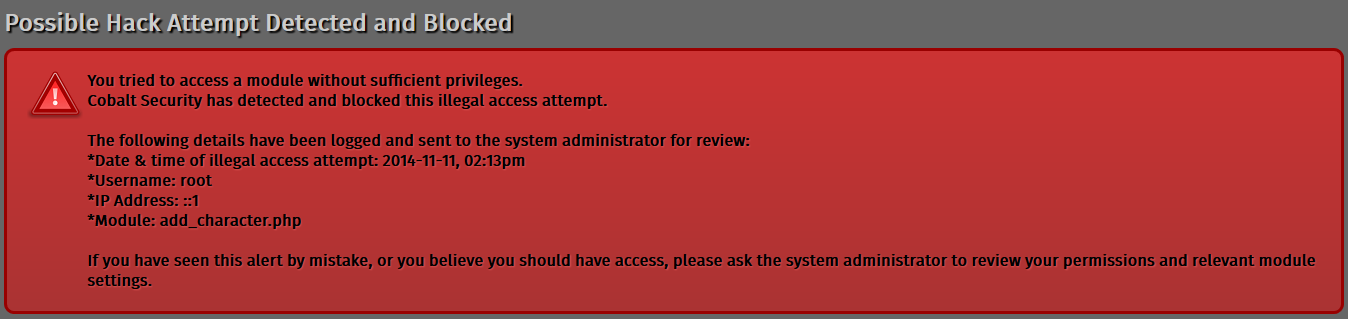 Possible Hack Attempt Detected and Blocked
You tried to access a module without sufficient privileges.
Cobalt Security has detected and blocked this illegal access attempt.
The following details have been logged and sent to the system administrator for review:
*Date & time of illegal access attempt: 2014-11-11, 02:13pm
*Username: root
*IP Address: ::1
*Module: add_character.php
If you have seen this alert by mistake, or you believe you should have access, please ask the system administrator to review your permissions and relevant module
settings.